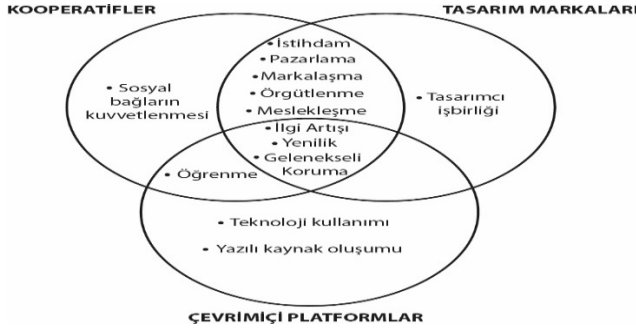 KOOPERATİFLER
TASARIM MARKALARI
• İstihdam
• Pazarlama
• Markalaşma
• Örgütlenme
• Meslekleşme
• Sosyal
bağların
kuvvetlenmesi
• Tasarımcı
işbirliği
• İlgi Artışı
• Yenilik
• Gelenekseli
Koruma
• Öğrenme
• Teknoloji kullanımı
• Yazılı kaynak oluşumu
ÇEVRİMİÇİ PLATFORMLAR